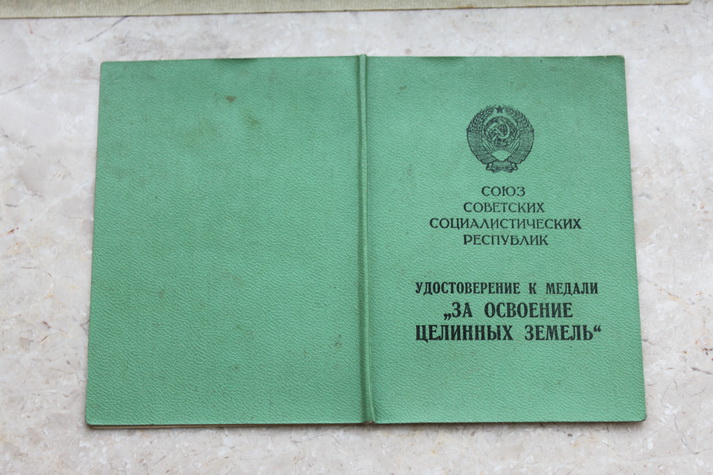 СОЮЗ
СОВЕТСКИХ
СОЦИАЛИСТИЧЕСКИХ
РЕСПУБЛИК
УДОСТОВЕРЕНИЕ К МЕДАЛИ
„ЗА ОСВОЕНИЕ
ЦЕЛИННЫХ ЗЕМЕЛЬ“